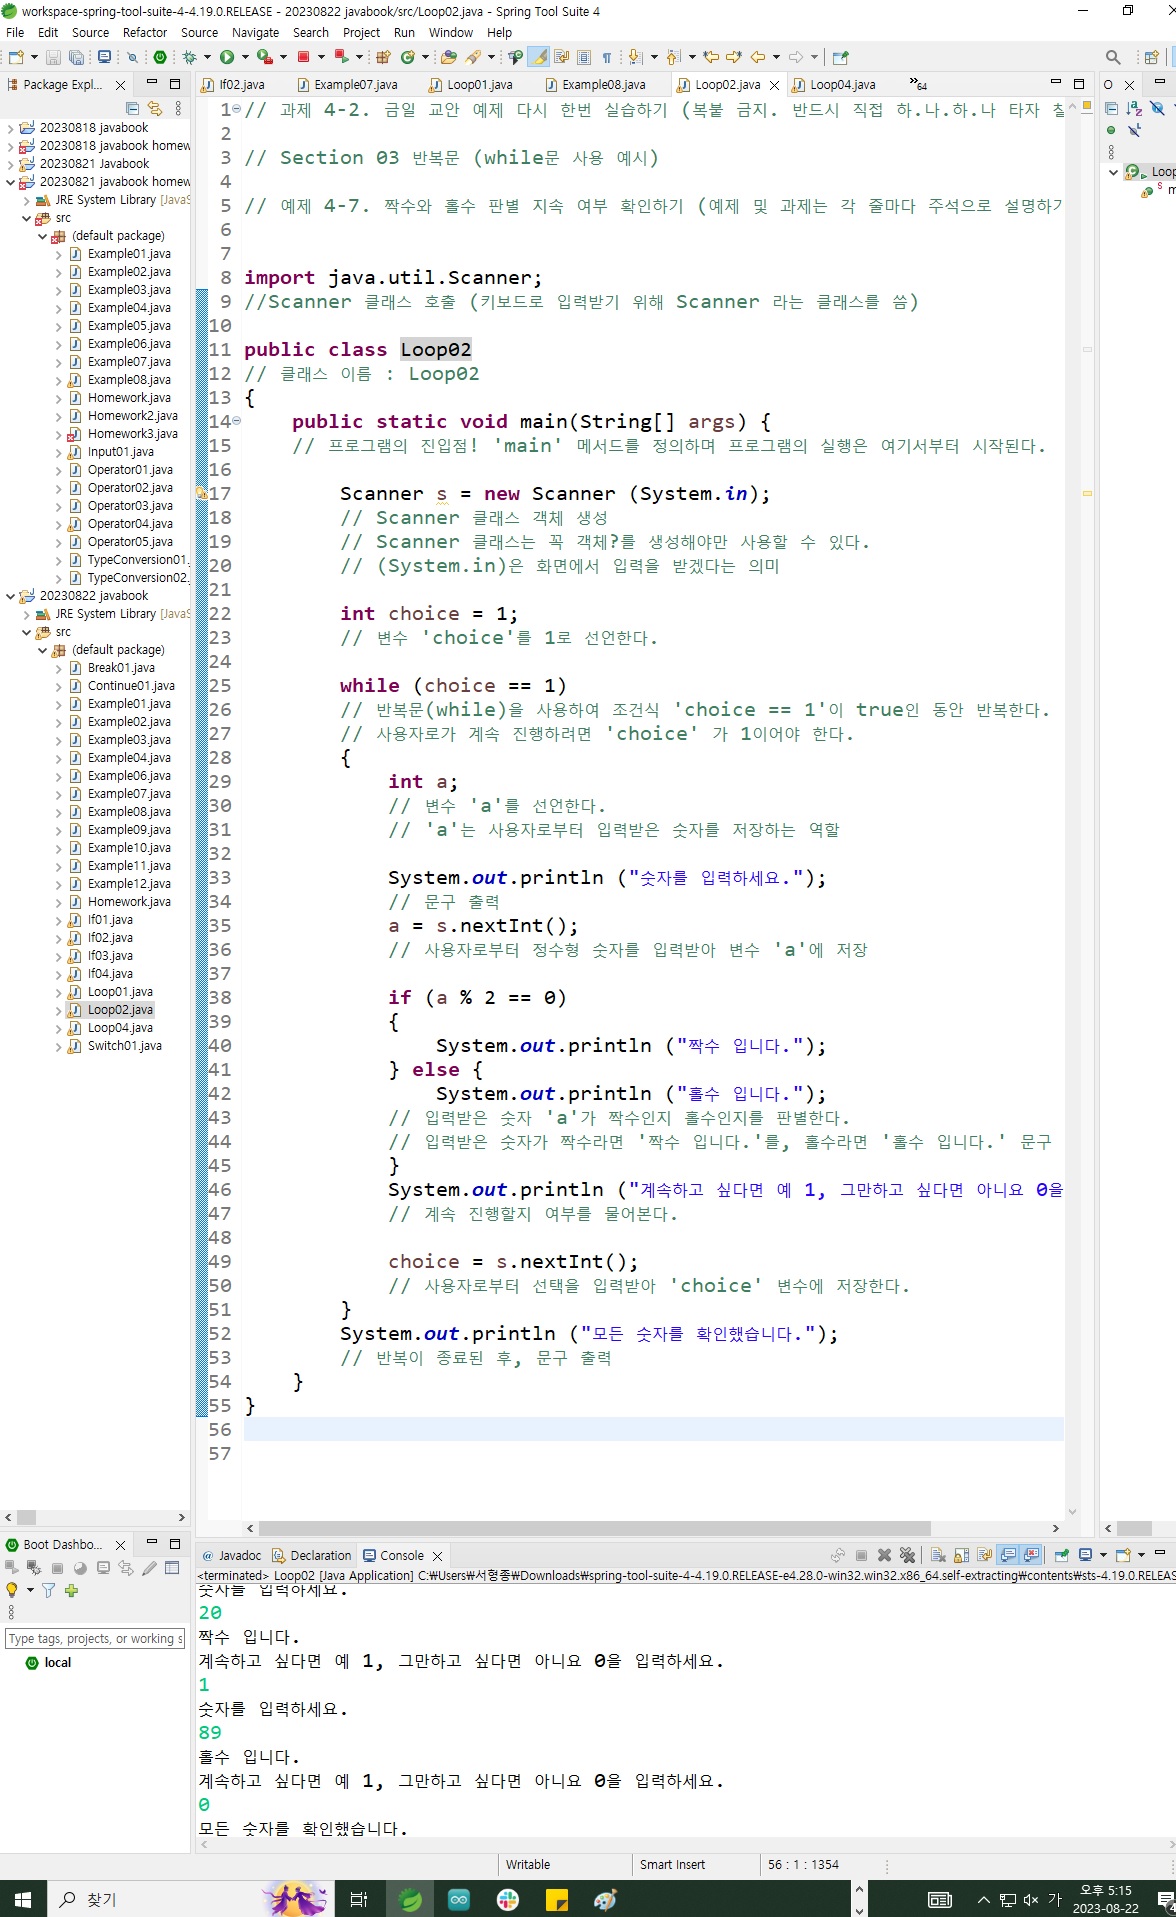 workspace-spring-tool-suite-4-4.19.0.RELEASE - 20230822 javabook/src/Loop02.java - Spring Tool Suite 4
File Edit Source Refactor Source Navigate Search Project Run Window Help
Package Expl...
If02.java Example07.java Loop01.java Example08.java Loop02.java Loop04.java 64
20230818 javabook
20230818 javabook homew
20230821 Javabook
20230821 javabook homew
JRE System Library [JavaS
src
(default package)
Example01.java
Example02.java
Example03.java
Example04.java
Example05.java
Example06.java
Example07.java
Example08.java
Homework.java
Homework2.java
Homework3.java
Input01.java
Operator01.java
Operator02.java
Operator03.java
Operator04.java
Operator05.java
TypeConversion01.
TypeConversion02.
20230822 javabook
JRE System Library [JavaS
src
(default package)
Break01.java
Continue01.java
Example01.java
Example02.java
Example03.java
Example04.java
Example06.java
Example07.java
Example08.java
Example09.java
Example10.java
Example11.java
Example12.java
Homework.java
If01.java
If02.java
If03.java
If04.java
Loop01.java
Loop02.java
Loop04.java
Switch01.java
1 // 과제 4-2. 금일 교안 예제 다시 한번 실습하기 (복붙 금지. 반드시 직접 하.나.하.나 타자
2
3 // Section 03 반복문 (while문 사용 예시)
4
5 // 예제 4-7. 짝수와 홀수 판별 지속 여부 확인하기 (예제 및 과제는 각 줄마다 주석으로 설명하기
6
7
8 import java.util.Scanner;
9 //Scanner 클래스 호출 (키보드로 입력받기 위해 Scanner 라는 클래스를 씀)
10
11 public class Loop02
12 // 클래스 이름 : Loop02
13 {
14 public static void main(String[] args) {
15 // 프로그램의 진입점! 'main' 메서드를 정의하며 프로그램의 실행은 여기서부터 시작된다.
16
17 Scanner s = new Scanner (System.in);
18 // Scanner 클래스 객체 생성
19 // Scanner 클래스는 꼭 객체?를 생성해야만 사용할 수 있다.
20 // (System.in)은 화면에서 입력을 받겠다는 의미
21
22 int choice = 1;
23 // 변수 'choice'를 1로 선언한다.
24
25 while (choice == 1)
26 // 반복문(while)을 사용하여 조건식 'choice == 1'이 true인 동안 반복한다.
27 // 사용자로가 계속 진행하려면 'choice' 가 1이어야 한다.
28 {
29 int a;
30 // 변수 'a'를 선언한다.
31 // 'a'는 사용자로부터 입력받은 숫자를 저장하는 역할
32
33 System.out.println ("숫자를 입력하세요.");
34 // 문구 출력
35 a = s.nextInt();
36 // 사용자로부터 정수형 숫자를 입력받아 변수 'a'에 저장
37
38 if (a % 2 == 0)
39 {
40 System.out.println ("짝수 입니다.");
41 } else {
42 System.out.println ("홀수 입니다.");
43 // 입력받은 숫자 'a'가 짝수인지 홀수인지를 판별한다.
44 // 입력받은 숫자가 짝수라면 '짝수 입니다.'를, 홀수라면 '홀수 입니다.' 문구
45 }
46 System.out.println ("계속하고 싶다면 예 1, 그만하고 싶다면 아니요 0을
47 // 계속 진행할지 여부를 물어본다.
48
49 choice = s.nextInt();
50 // 사용자로부터 선택을 입력받아 'choice' 변수에 저장한다.
51 }
52 System.out.println ("모든 숫자를 확인했습니다.");
53 // 반복이 종료된 후, 문구 출력
54 }
55 }
56
57
Loop
Boot Dashbo...
Type tags, projects, or working s
local
@ Javadoc Declaration Console
<terminated> Loop02 [Java Application] C:₩Users₩서형종₩Downloads₩spring-tool-suite-4-4.19.0.RELEASE-e4.28.0-win32.win32.x86_64.self-extracting₩contents₩sts-4.19.0.RELEAS
숫자를 입력하세요.
20
짝수 입니다.
계속하고 싶다면 예 1, 그만하고 싶다면 아니요 0을 입력하세요.
1
숫자를 입력하세요.
89
홀수 입니다.
계속하고 싶다면 예 1, 그만하고 싶다면 아니요 0을 입력하세요.
0
모든 숫자를 확인했습니다.
Writable Smart Insert 56 : 1 : 1354
찾기
가
오후 5:15
2023-08-22